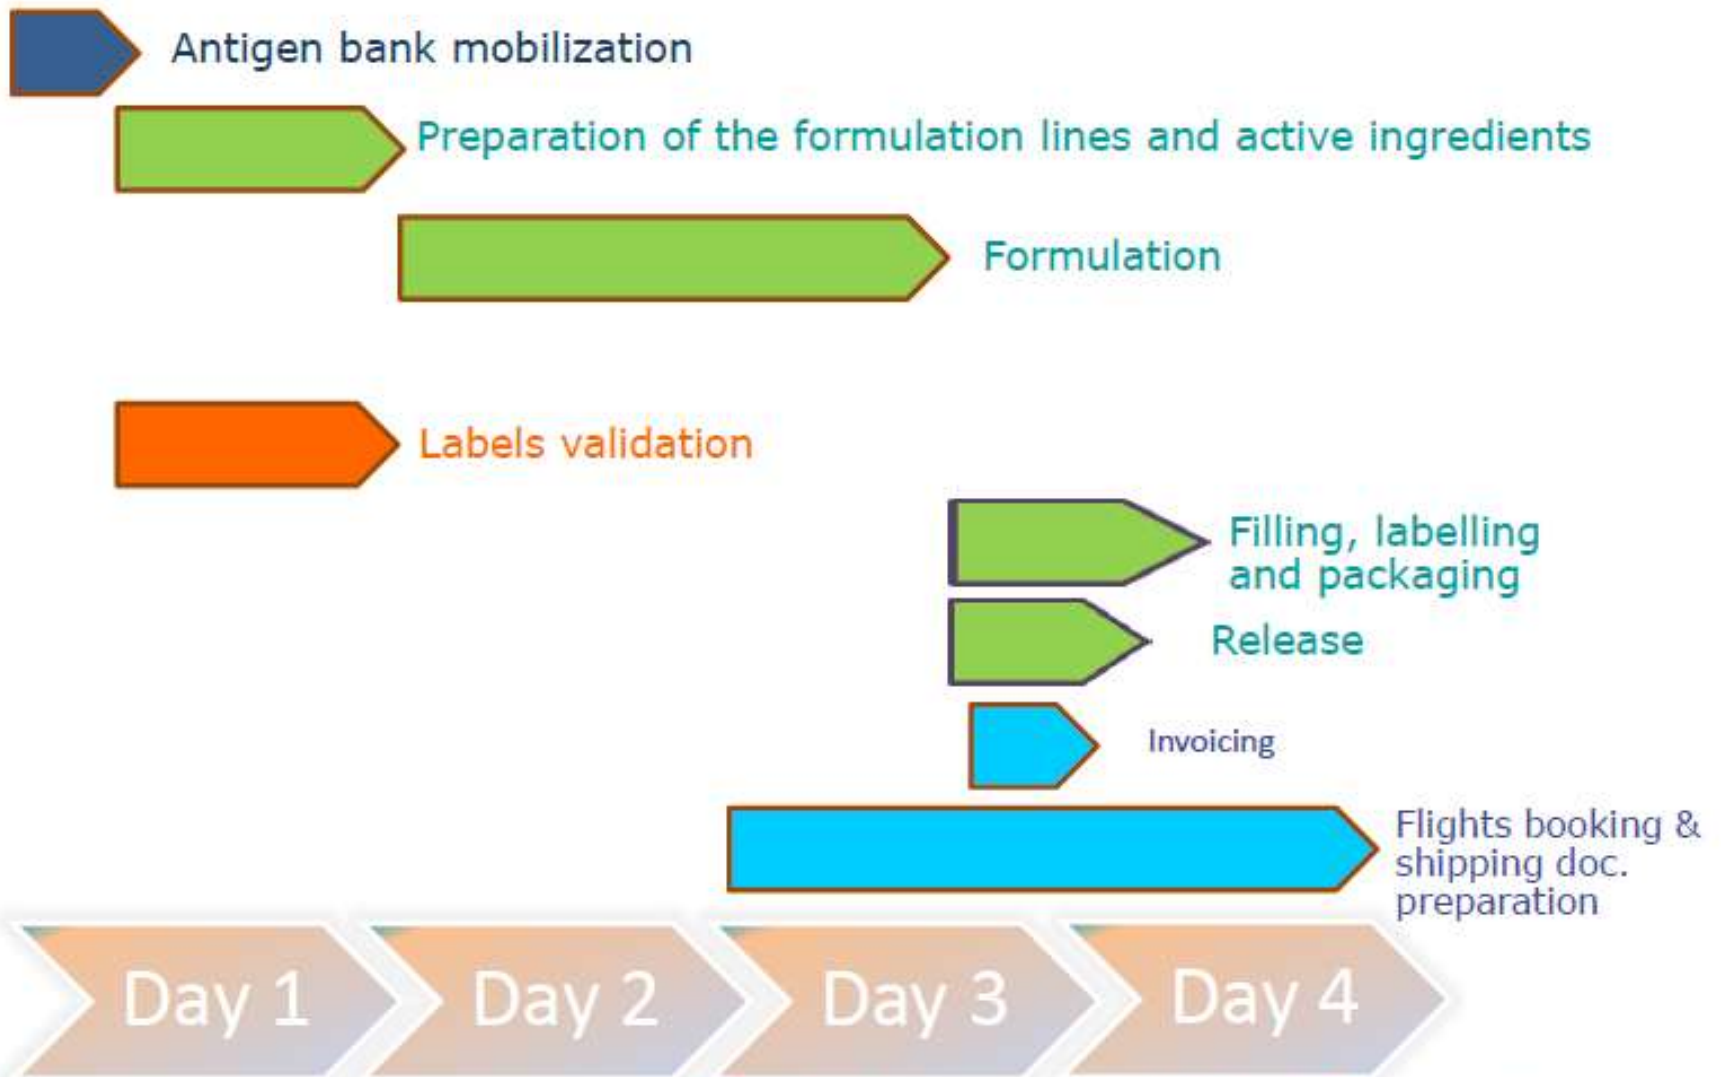 Antigen bank mobilization
Preparation of the formulation lines and active ingredients
Formulation
Labels validation
Filling, labelling
and packaging
Release
Invoicing
Flights booking &
shipping doc.
preparation
Day 1 Day 2 Day 3 Day 4